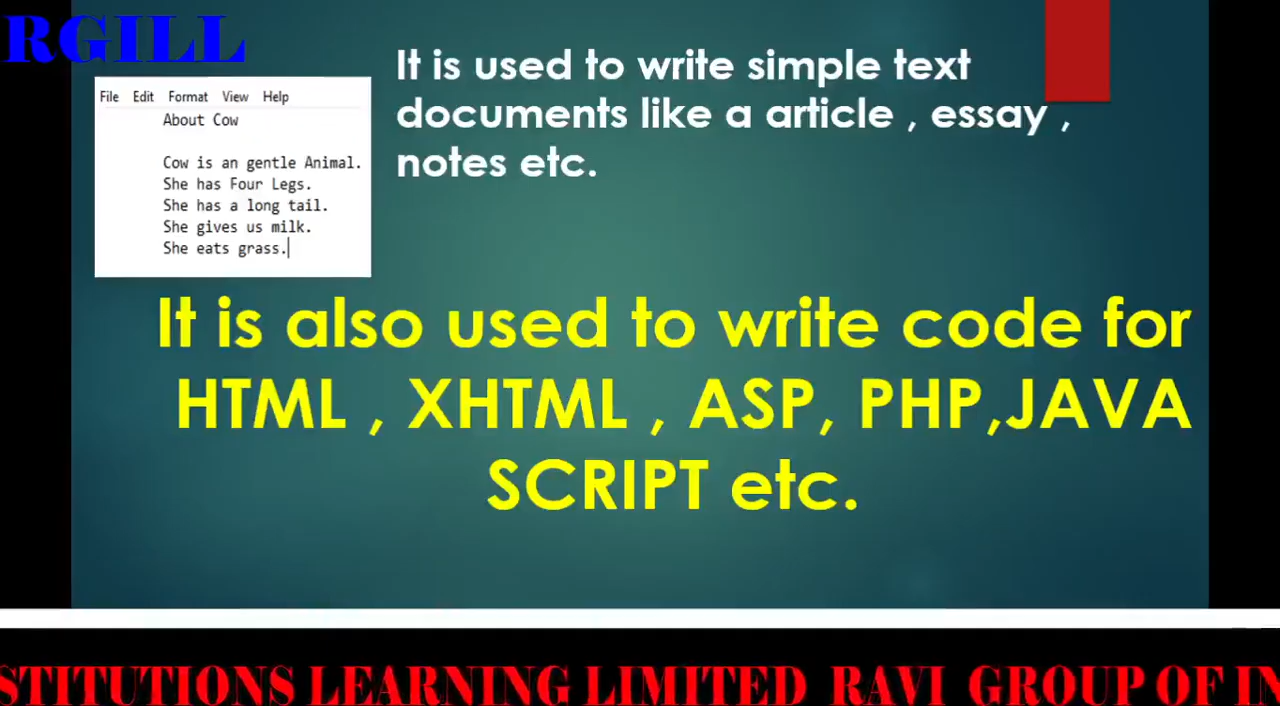 RGILL
It is used to write simple text
documents like a article , essay ,
notes etc.
File Edit Format View Help
About Cow
Cow is an gentle Animal.
She has Four Legs.
She has a long tail.
She gives us milk.
She eats grass.
It is also used to write code for
HTML , XHTML , ASP, PHP,JAVA
SCRIPT etc.
STITUTIONS LEARNING LIMITED RAVI GROUP OF IN